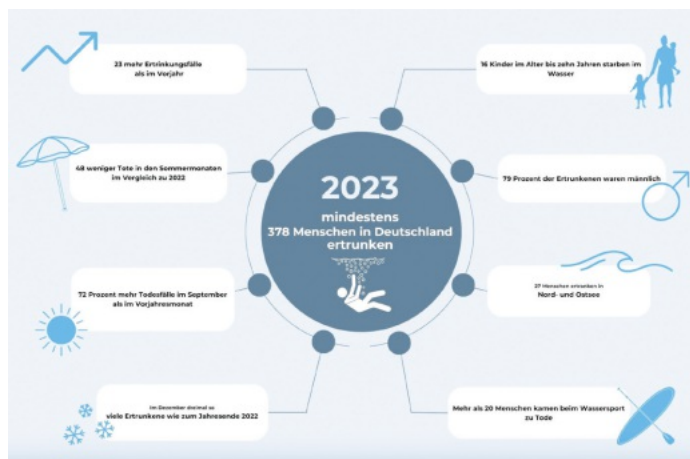 23 mehr Ertrinkungsfälle
als im Vorjahr
16 Kinder im Alter bis zehn Jahren starben im
Wasser
48 weniger Tote in den Sommermonaten
im Vergleich zu 2022
79 Prozent der Ertrunkenen waren männlich
2023
mindestens
378 Menschen in Deutschland
ertrunken
72 Prozent mehr Todesfälle im September
als im Vorjahresmonat
27 Menschen ertranken in
Nord- und Ostsee
Im Dezember dreimal so
viele Ertrunkene wie zum Jahresende 2022
Mehr als 20 Menschen kamen beim Wassersport
zu Tode